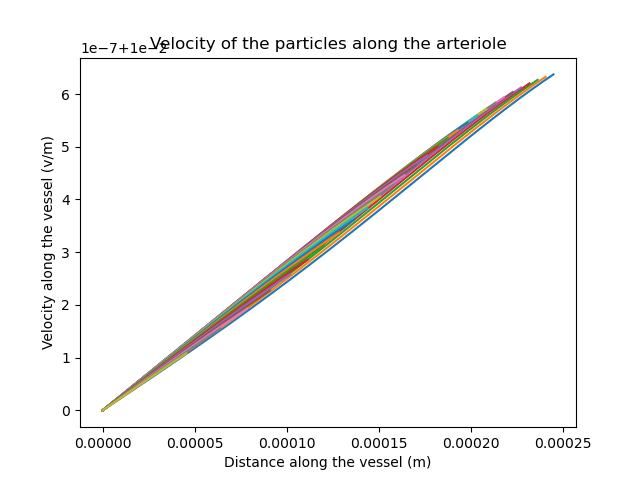 Velocity of the particles along the arteriole
1e−7+1e−2
6
5
4
3
2
1
0
Velocity along the vessel (v/m)
0.00000 0.00005 0.00010 0.00015 0.00020 0.00025
Distance along the vessel (m)